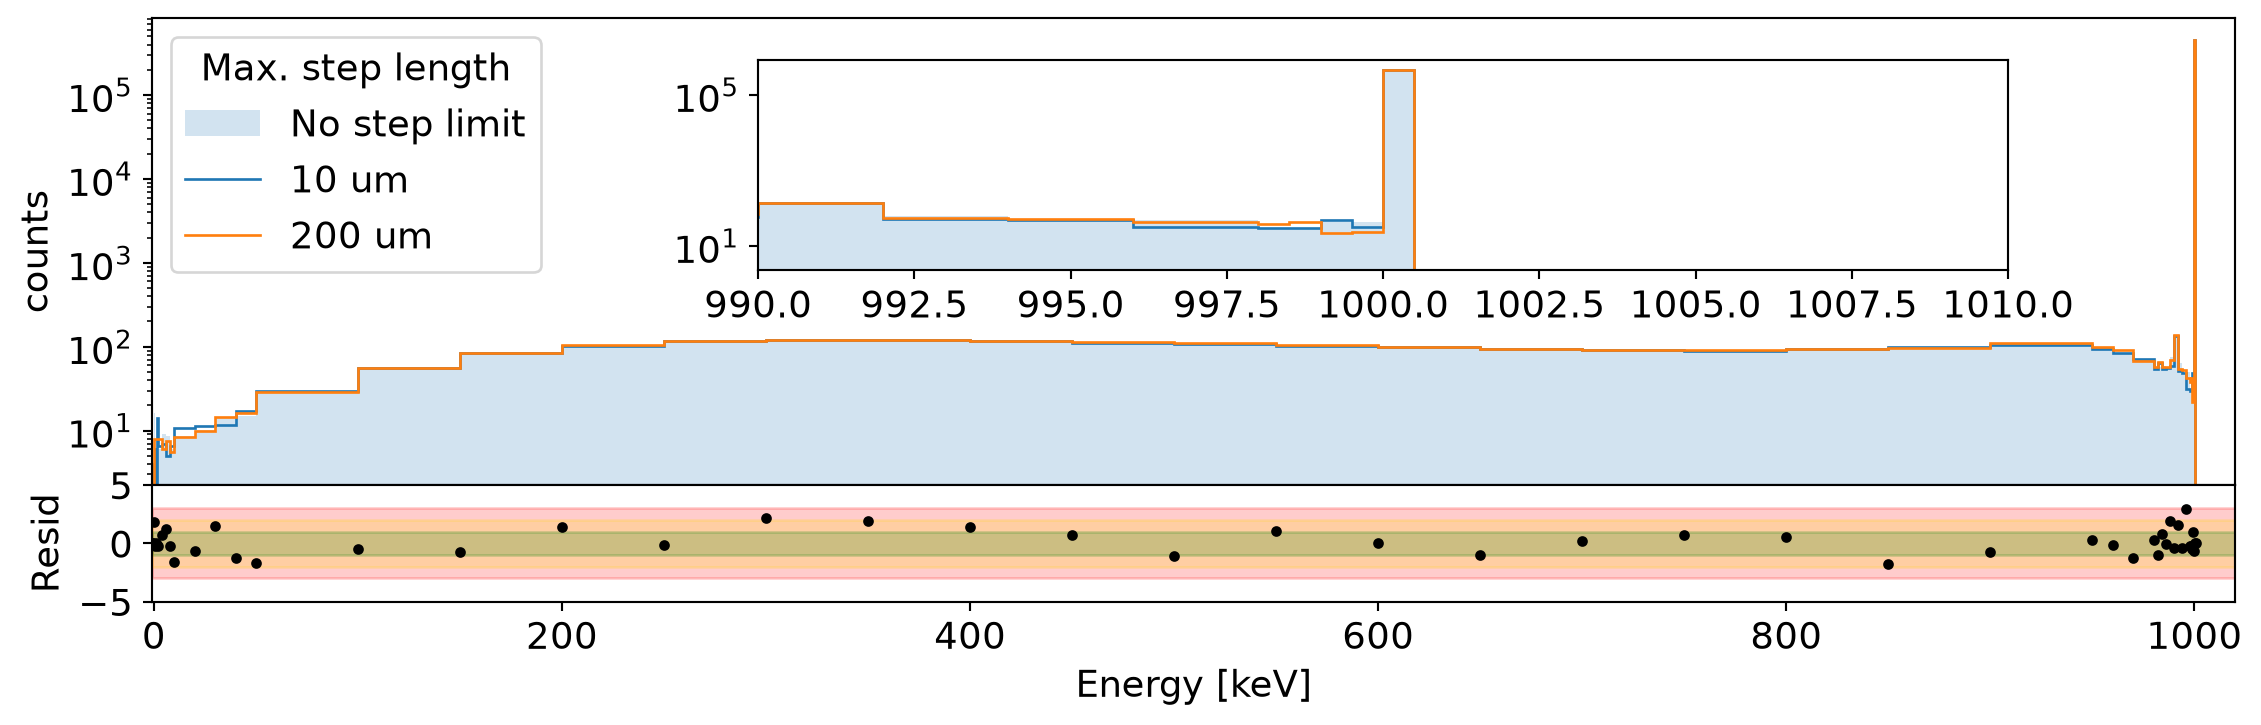 Max. step length
No step limit
10 um
200 um
counts
10^5
10^4
10^3
10^2
10^1
10^5
10^1
990.0 992.5 995.0 997.5 1000.0 1002.5 1005.0 1007.5 1010.0
Resid
5
0
−5
0 200 400 600 800 1000
Energy [keV]